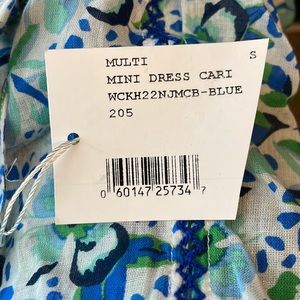 MULTI S
MINI DRESS CARI
WCKH22NJMCB-BLUE
205
0 60147 25734 7